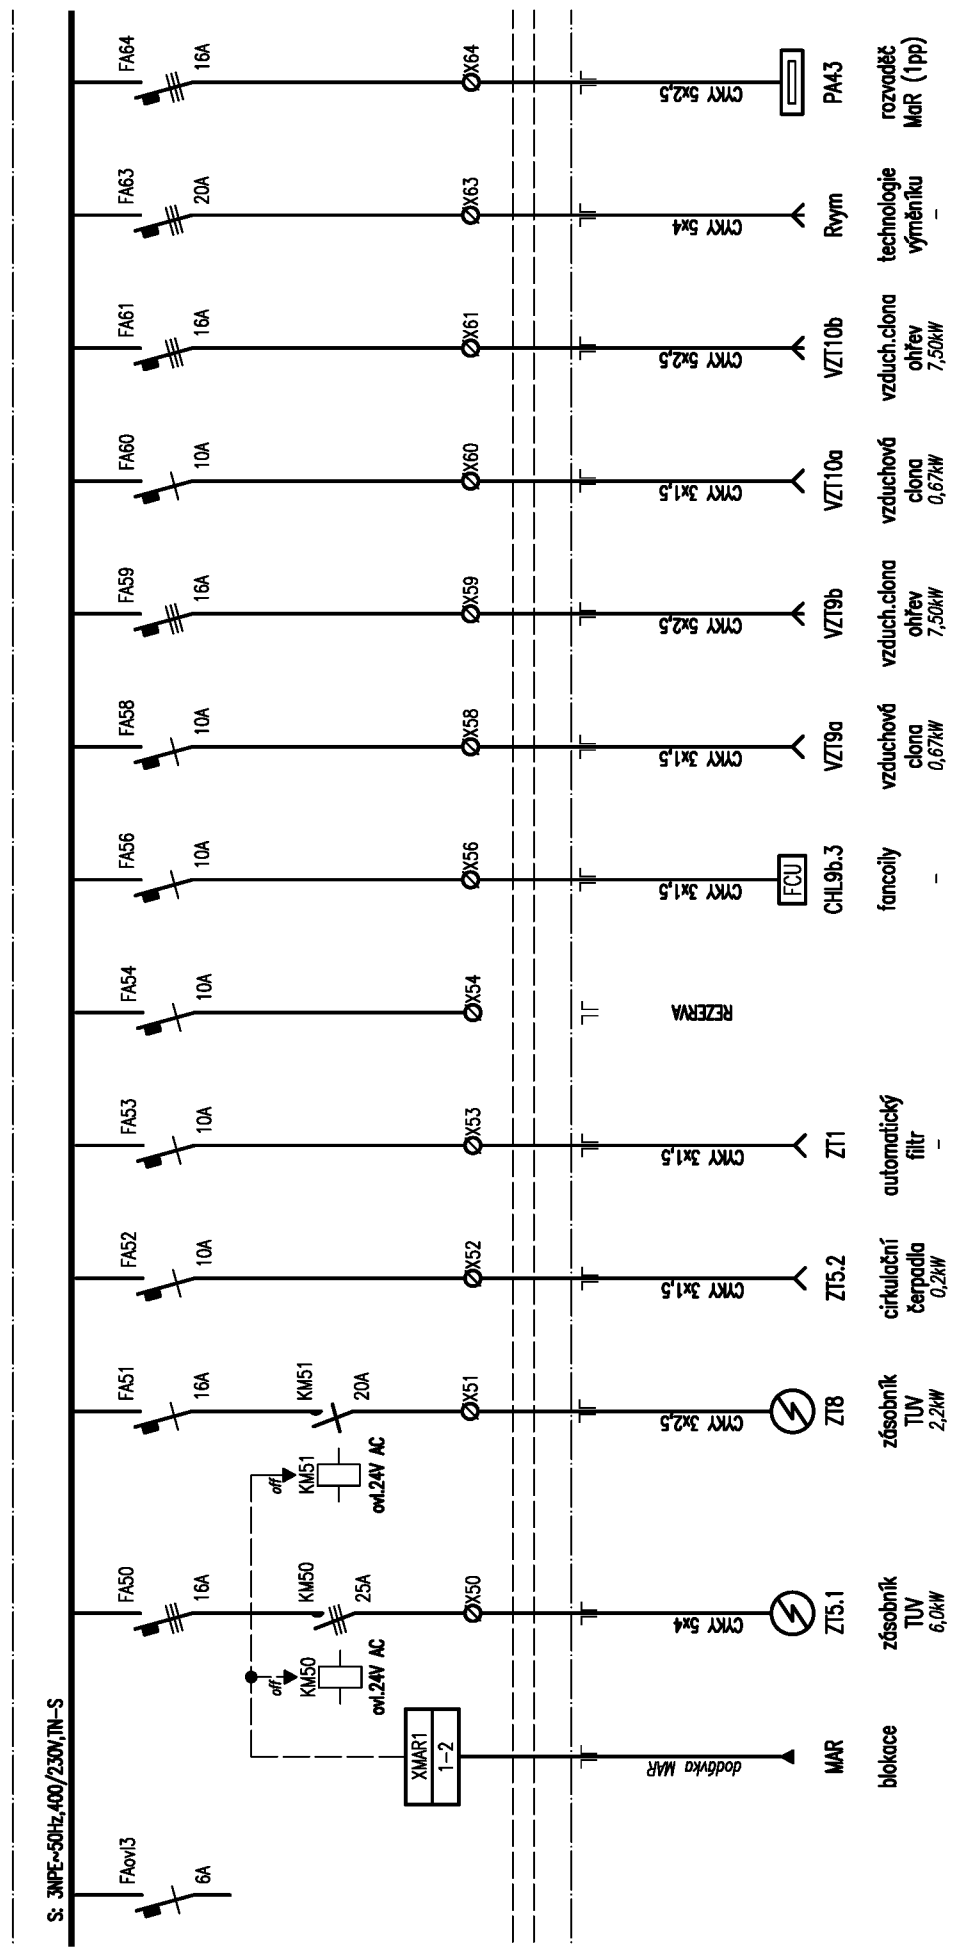 S: 3NPE~50Hz,400/230V,TN-S
FAovl3
6A
XMAR1
1-2
dodávka MAR
MAR
blokace
FA50
16A
off
KM50
ovl.24V AC
KM50
25A
X50
CYKY 5x4
ZT5.1
zásobník
TUV
6,0kW
FA51
16A
off
KM51
ovl.24V AC
KM51
20A
X51
CYKY 3x2,5
ZT8
zásobník
TUV
2,2kW
FA52
10A
X52
CYKY 3x1,5
ZT5.2
cirkulační
čerpadla
0,2kW
FA53
10A
X53
CYKY 3x1,5
ZT1
automatický
filtr
-
FA54
10A
X54
REZERVA
FA56
10A
X56
CYKY 3x1,5
FCU
CHL9b.3
fancoily
-
FA58
10A
X58
CYKY 3x1,5
VZT9a
vzduchová
clona
0,67kW
FA59
16A
X59
CYKY 5x2,5
VZT9b
vzduch.clona
ohřev
7,50kW
FA60
10A
X60
CYKY 3x1,5
VZT10a
vzduchová
clona
0,67kW
FA61
16A
X61
CYKY 5x2,5
VZT10b
vzduch.clona
ohřev
7,50kW
FA63
20A
X63
CYKY 5x4
Rvym
technologie
výměníku
-
FA64
16A
X64
CYKY 5x2,5
PA43
rozvaděč
MaR (1pp)